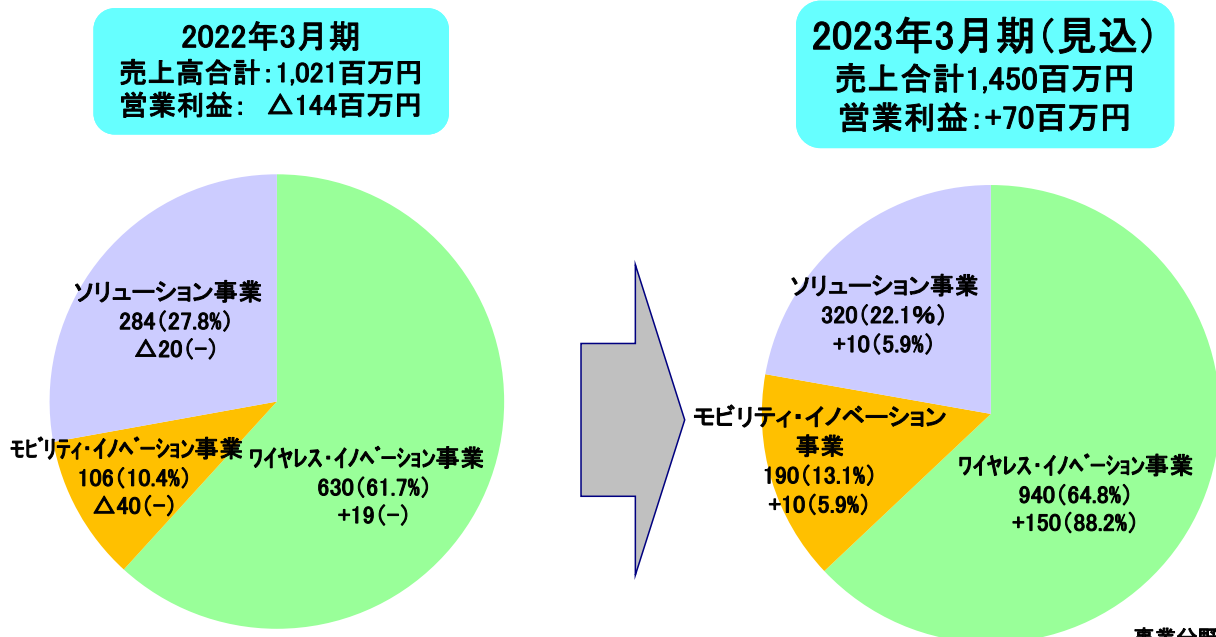 2022年3月期
売上高合計:1,021百万円
営業利益: △144百万円
2023年3月期(見込)
売上合計1,450百万円
営業利益:+70百万円
ソリューション事業
284(27.8%)
△20(-)
モビリティ・イノベーション事業
106(10.4%)
△40(-)
ワイヤレス・イノベーション事業
630(61.7%)
+19(-)
ソリューション事業
320(22.1%)
+10(5.9%)
モビリティ・イノベーション
事業
190(13.1%)
+10(5.9%)
ワイヤレス・イノベーション事業
940(64.8%)
+150(88.2%)